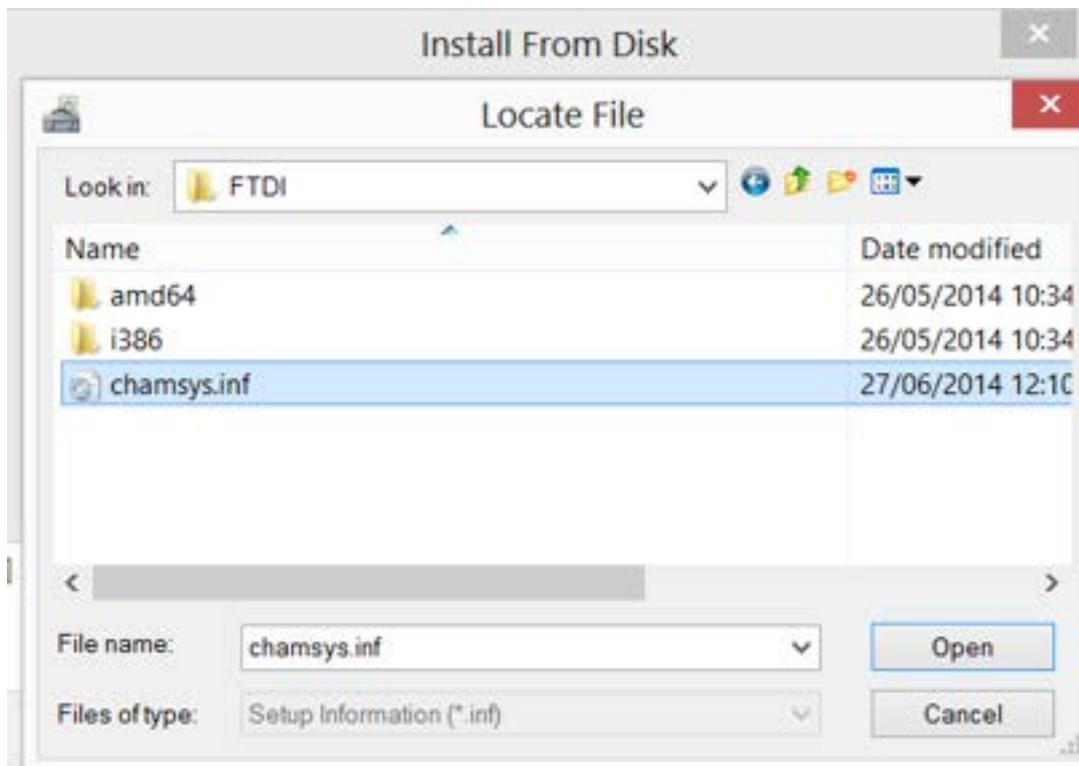 Install From Disk
Locate File
Look in: FTDI
Name Date modified
amd64 26/05/2014 10:34
i386 26/05/2014 10:34
chamsys.inf 27/06/2014 12:10
File name: chamsys.inf Open
Files of type: Setup Information (*.inf) Cancel